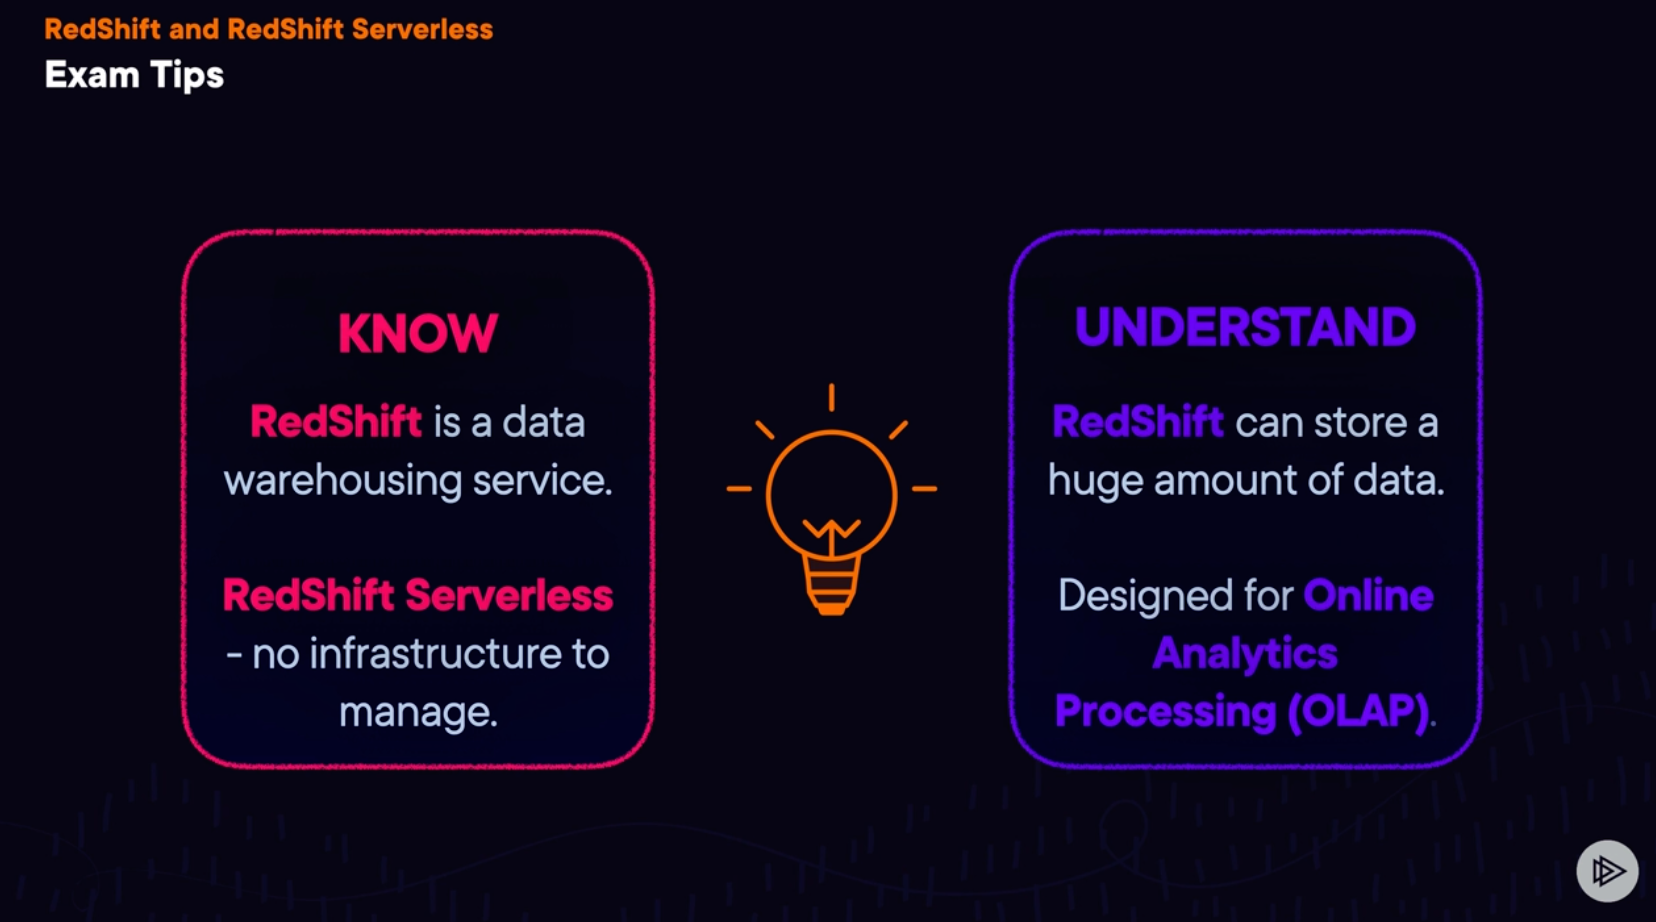 RedShift and RedShift Serverless
Exam Tips
KNOW
RedShift is a data
warehousing service.
RedShift Serverless
- no infrastructure to
manage.
UNDERSTAND
RedShift can store a
huge amount of data.
Designed for Online
Analytics
Processing (OLAP).